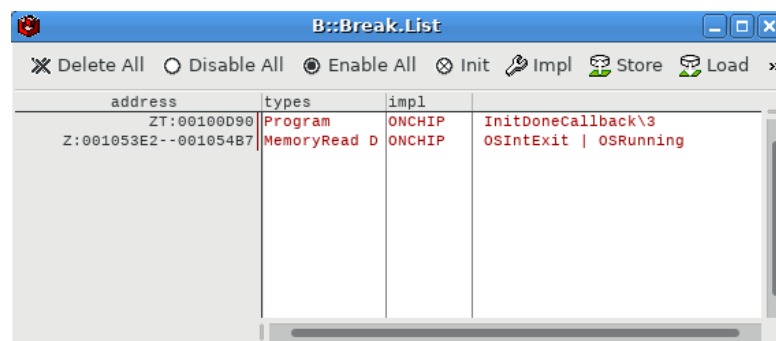 B::Break.List
Delete All Disable All Enable All Init Impl Store Load »
address types impl
ZT:00100D90 Program ONCHIP InitDoneCallback\3
Z:001053E2--001054B7 MemoryRead D ONCHIP OSIntExit | OSRunning